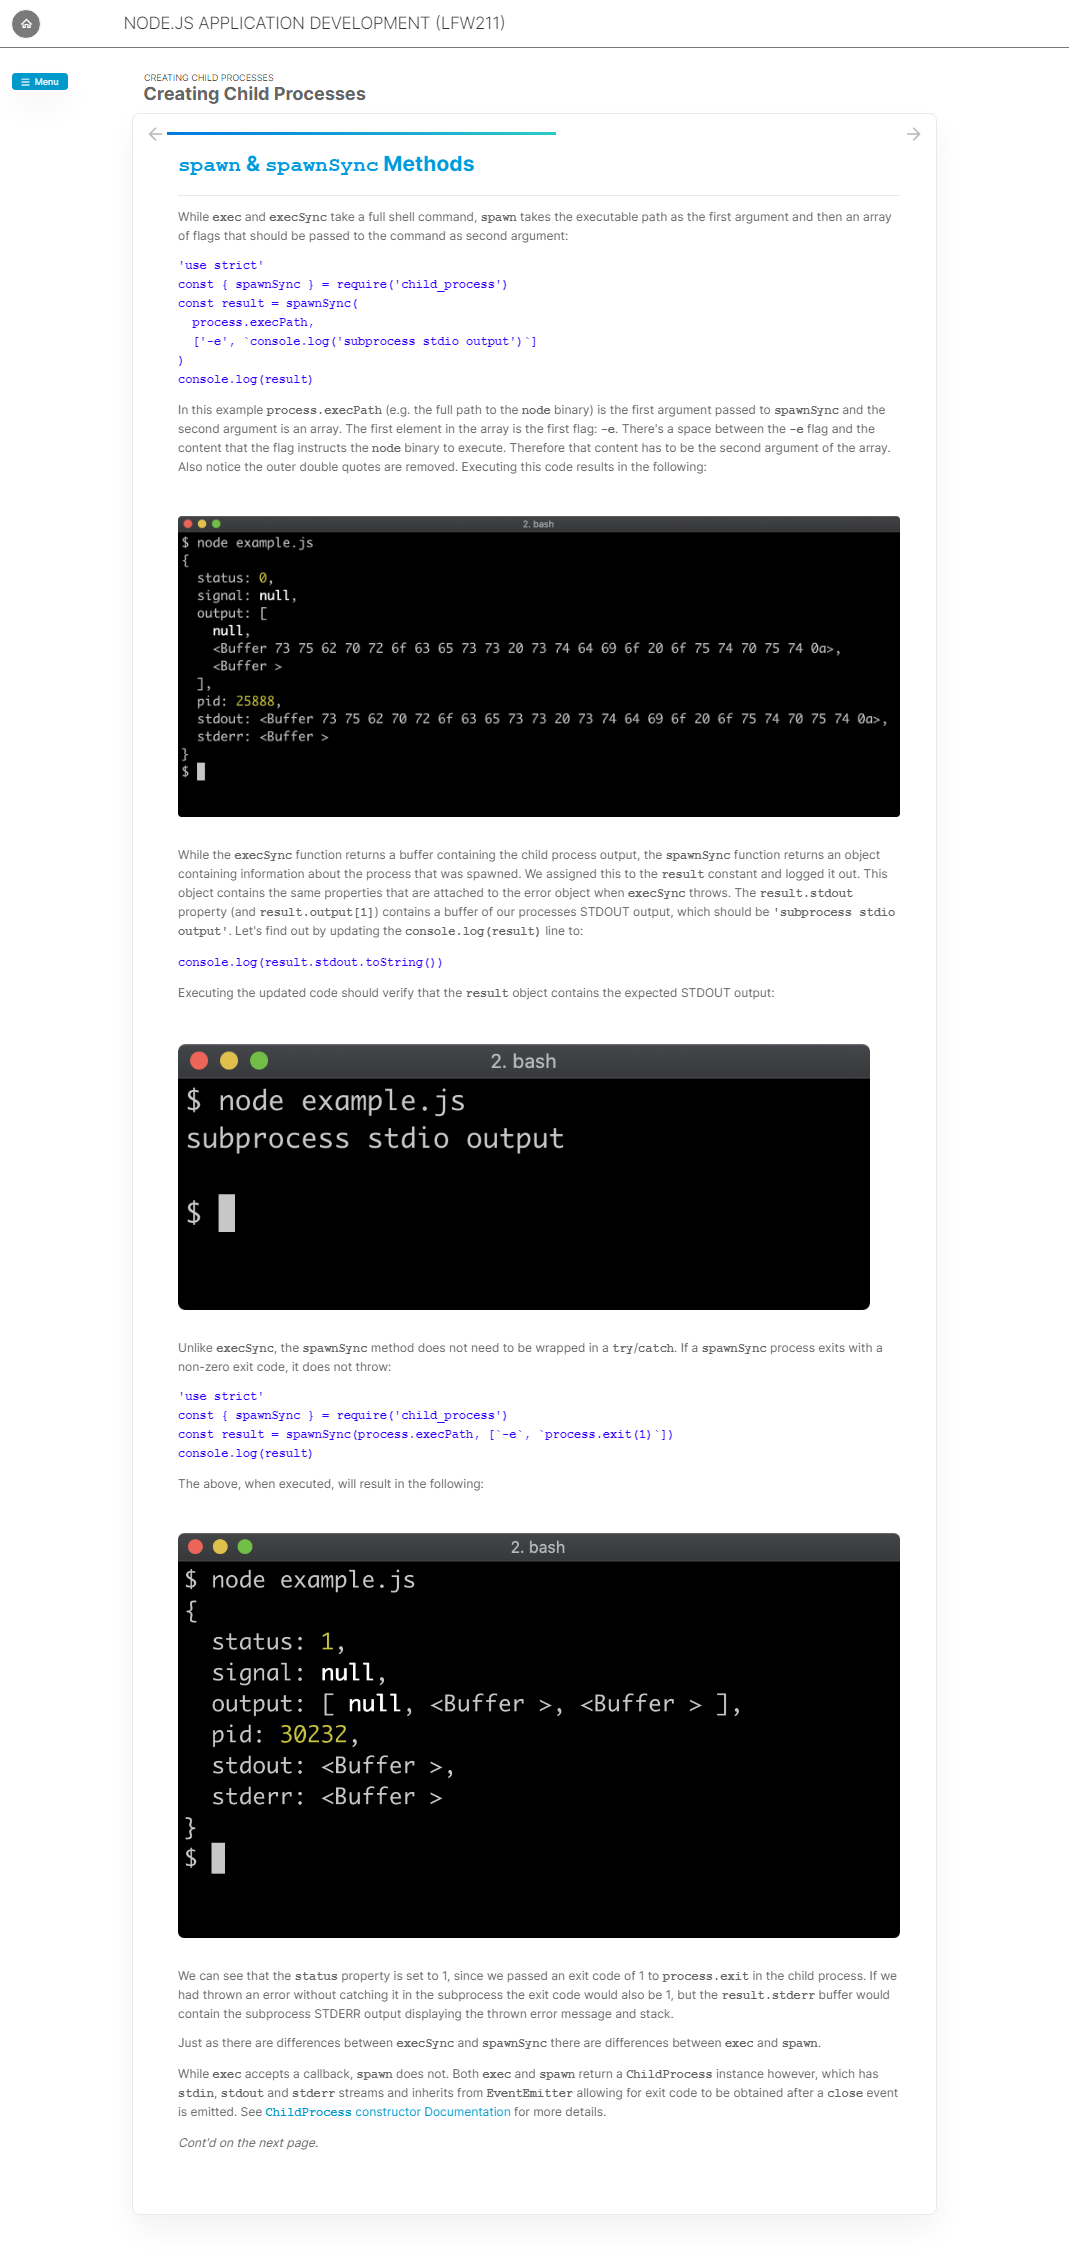 NODE.JS APPLICATION DEVELOPMENT (LFW211)
Menu
CREATING CHILD PROCESSES
Creating Child Processes
spawn & spawnSync Methods
While exec and execSync take a full shell command, spawn takes the executable path as the first argument and then an array
of flags that should be passed to the command as second argument:
'use strict'
const { spawnSync } = require('child_process')
const result = spawnSync(
  process.execPath,
  ['-e', `console.log('subprocess stdio output')`]
)
console.log(result)
In this example process.execPath (e.g. the full path to the node binary) is the first argument passed to spawnSync and the
second argument is an array. The first element in the array is the first flag: -e. There's a space between the -e flag and the
content that the flag instructs the node binary to execute. Therefore that content has to be the second argument of the array.
Also notice the outer double quotes are removed. Executing this code results in the following:
2. bash
$ node example.js
{
  status: 0,
  signal: null,
  output: [
    null,
    <Buffer 73 75 62 70 72 6f 63 65 73 73 20 73 74 64 69 6f 20 6f 75 74 70 75 74 0a>,
    <Buffer >
  ],
  pid: 25888,
  stdout: <Buffer 73 75 62 70 72 6f 63 65 73 73 20 73 74 64 69 6f 20 6f 75 74 70 75 74 0a>,
  stderr: <Buffer >
}
$
While the execSync function returns a buffer containing the child process output, the spawnSync function returns an object
containing information about the process that was spawned. We assigned this to the result constant and logged it out. This
object contains the same properties that are attached to the error object when execSync throws. The result.stdout
property (and result.output[1]) contains a buffer of our processes STDOUT output, which should be 'subprocess stdio
output'. Let's find out by updating the console.log(result) line to:
console.log(result.stdout.toString())
Executing the updated code should verify that the result object contains the expected STDOUT output:
2. bash
$ node example.js
subprocess stdio output
$
Unlike execSync, the spawnSync method does not need to be wrapped in a try/catch. If a spawnSync process exits with a
non-zero exit code, it does not throw:
'use strict'
const { spawnSync } = require('child_process')
const result = spawnSync(process.execPath, [`-e`, `process.exit(1)`])
console.log(result)
The above, when executed, will result in the following:
2. bash
$ node example.js
{
  status: 1,
  signal: null,
  output: [ null, <Buffer >, <Buffer > ],
  pid: 30232,
  stdout: <Buffer >,
  stderr: <Buffer >
}
$
We can see that the status property is set to 1, since we passed an exit code of 1 to process.exit in the child process. If we
had thrown an error without catching it in the subprocess the exit code would also be 1, but the result.stderr buffer would
contain the subprocess STDERR output displaying the thrown error message and stack.
Just as there are differences between execSync and spawnSync there are differences between exec and spawn.
While exec accepts a callback, spawn does not. Both exec and spawn return a ChildProcess instance however, which has
stdin, stdout and stderr streams and inherits from EventEmitter allowing for exit code to be obtained after a close event
is emitted. See ChildProcess constructor Documentation for more details.
Cont'd on the next page.